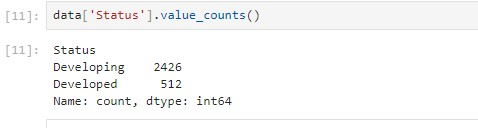 [11]: data['Status'].value_counts()
[11]: Status
Developing    2426
Developed      512
Name: count, dtype: int64